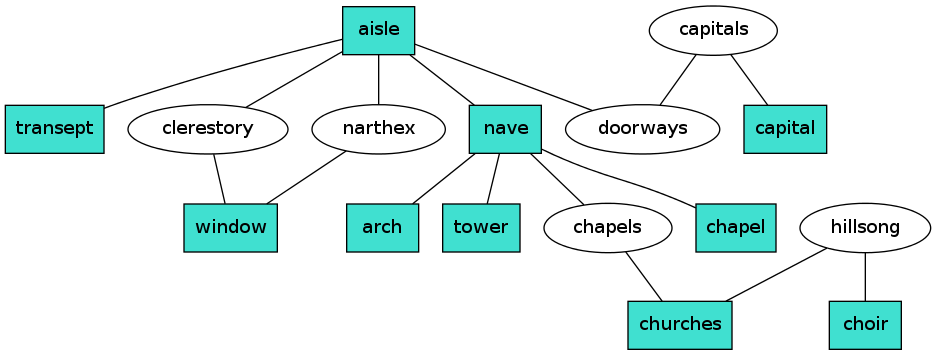 aisle
capitals
transept
clerestory
narthex
nave
doorways
capital
window
arch
tower
chapels
chapel
hillsong
churches
choir